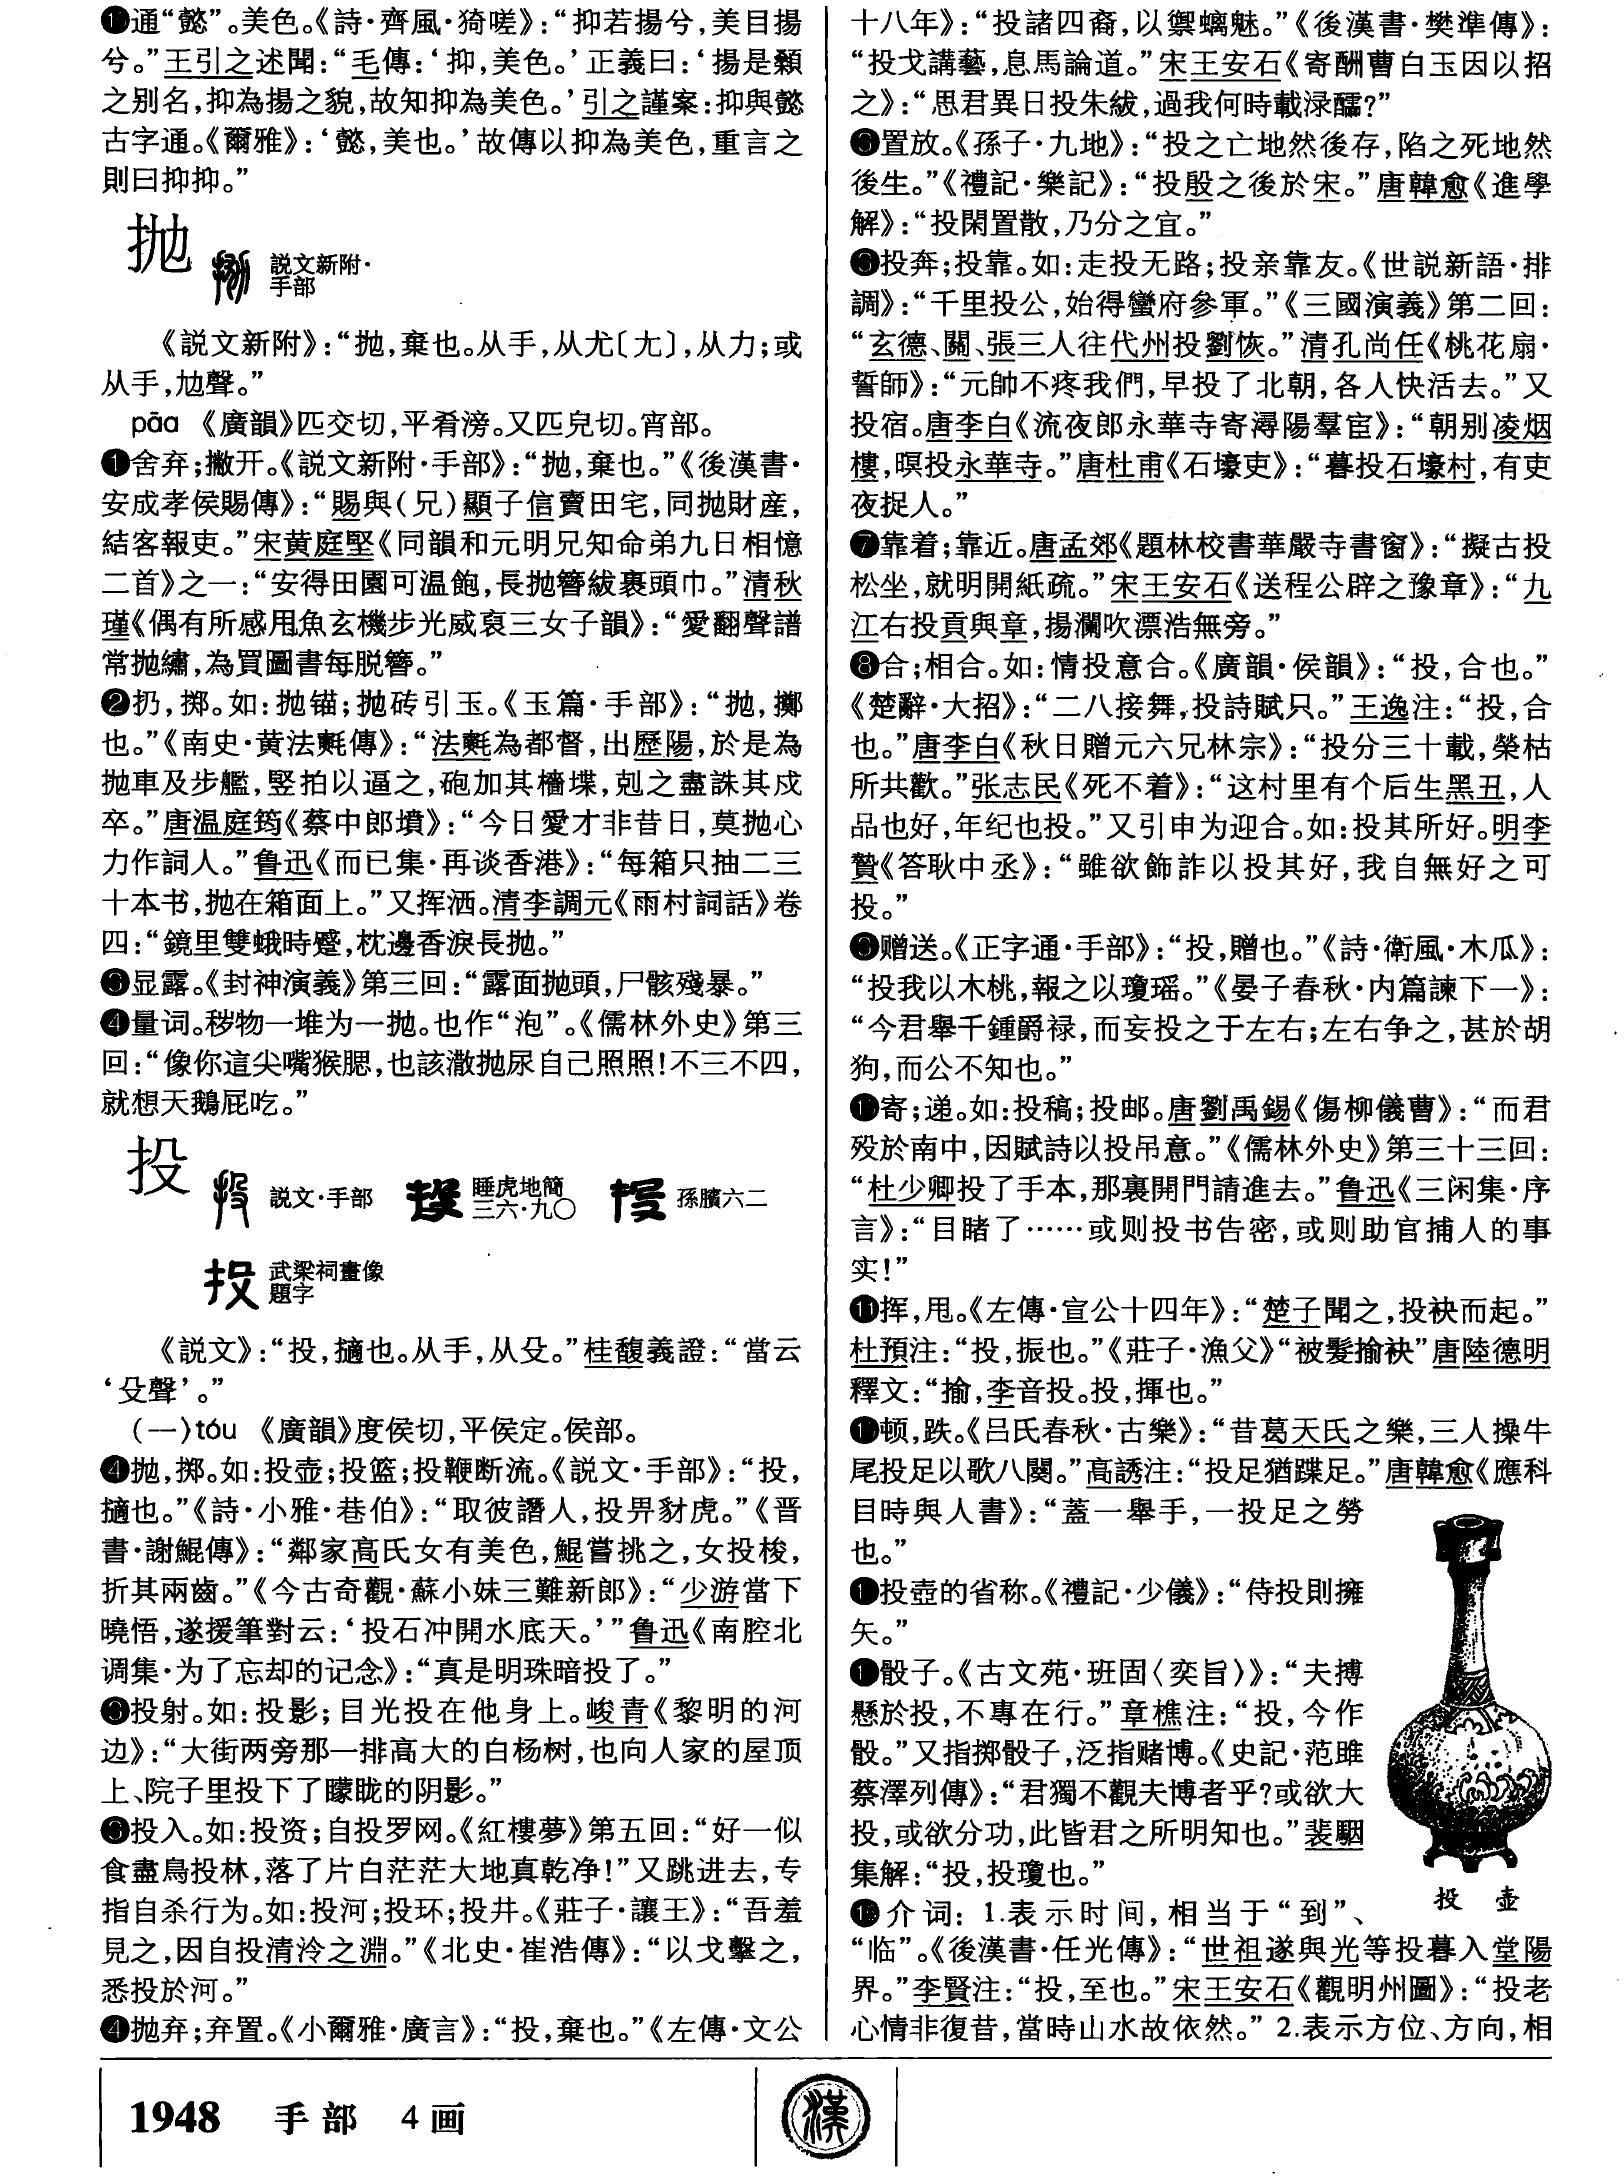 ❶通“懿”。美色。《詩·齊風·猗嗟》：“抑若揚兮，美目揚
兮。”王引之述聞：“毛傳：‘抑，美色。’正義曰：‘揚是顙
之别名，抑為揚之貌，故知抑為美色。’引之謹案：抑與懿
古字通。《爾雅》：‘懿，美也。’故傳以抑為美色，重言之
則曰抑抑。”
抛
説文新附·
手部
《説文新附》：“抛，棄也。从手，从尤〔尢〕，从力；或
从手，尥聲。”
pāo 《廣韻》匹交切，平肴滂。又匹皃切。宵部。
❶舍弃；撇开。《説文新附·手部》：“抛，棄也。”《後漢書·
安成孝侯賜傳》：“賜與(兄)顯子信賣田宅，同抛財産，
結客報吏。”宋黄庭堅《同韻和元明兄知命弟九日相憶
二首》之一：“安得田園可温飽，長抛簪紱裹頭巾。”清秋
瑾《偶有所感用魚玄機步光威裒三女子韻》：“愛翻聲譜
常抛繡，為買圖書每脱簪。”
❷扔，掷。如：抛锚；抛砖引玉。《玉篇·手部》：“抛，擲
也。”《南史·黄法𣰋傳》：“法𣰋為都督，出歷陽，於是為
抛車及步艦，竪拍以逼之，砲加其樓堞，剋之盡誅其戍
卒。”唐温庭筠《蔡中郎墳》：“今日愛才非昔日，莫抛心
力作詞人。”鲁迅《而已集·再谈香港》：“每箱只抽二三
十本书，抛在箱面上。”又挥洒。清李調元《雨村詞話》卷
四：“鏡里雙蛾時蹙，枕邊香淚長抛。”
❸显露。《封神演義》第三回：“露面抛頭，尸骸殘暴。”
❹量词。秽物一堆为一抛。也作“泡”。《儒林外史》第三
回：“像你這尖嘴猴腮，也該潵抛尿自己照照！不三不四，
就想天鵝屁吃。”
投
説文·手部 睡虎地簡
三六·九〇 孫臏六二
武梁祠畫像
題字
《説文》：“投，擿也。从手，从殳。”桂馥義證：“當云
‘殳聲’。”
(一)tóu 《廣韻》度侯切，平侯定。侯部。
❹抛，掷。如：投壶；投篮；投鞭断流。《説文·手部》：“投，
擿也。”《詩·小雅·巷伯》：“取彼譖人，投畀豺虎。”《晋
書·謝鯤傳》：“鄰家高氏女有美色，鯤嘗挑之，女投梭，
折其兩齒。”《今古奇觀·蘇小妹三難新郎》：“少游當下
曉悟，遂援筆對云：‘投石冲開水底天。’”鲁迅《南腔北
调集·为了忘却的记念》：“真是明珠暗投了。”
❸投射。如：投影；目光投在他身上。峻青《黎明的河
边》：“大街两旁那一排高大的白杨树，也向人家的屋顶
上、院子里投下了矇眬的阴影。”
❸投入。如：投资；自投罗网。《紅樓夢》第五回：“好一似
食盡鳥投林，落了片白茫茫大地真乾净！”又跳进去，专
指自杀行为。如：投河；投环；投井。《莊子·讓王》：“吾羞
見之，因自投清泠之淵。”《北史·崔浩傳》：“以戈擊之，
悉投於河。”
❹抛弃；弃置。《小爾雅·廣言》：“投，棄也。”《左傳·文公
十八年》：“投諸四裔，以禦螭魅。”《後漢書·樊準傳》：
“投戈講藝，息馬論道。”宋王安石《寄酬曹白玉因以招
之》：“思君異日投朱紱，過我何時載渌醽？”
❺置放。《孫子·九地》：“投之亡地然後存，陷之死地然
後生。”《禮記·樂記》：“投殷之後於宋。”唐韓愈《進學
解》：“投閑置散，乃分之宜。”
❻投奔；投靠。如：走投无路；投亲靠友。《世説新語·排
調》：“千里投公，始得蠻府參軍。”《三國演義》第二回：
“玄德、關、張三人往代州投劉恢。”清孔尚任《桃花扇·
誓師》：“元帥不疼我們，早投了北朝，各人快活去。”又
投宿。唐李白《流夜郎永華寺寄潯陽羣官》：“朝别凌烟
樓，暝投永華寺。”唐杜甫《石壕吏》：“暮投石壕村，有吏
夜捉人。”
❼靠着；靠近。唐孟郊《題林校書華嚴寺書窗》：“擬古投
松坐，就明開紙疏。”宋王安石《送程公辟之豫章》：“九
江右投貢與章，揚瀾吹漂浩無旁。”
❽合；相合。如：情投意合。《廣韻·侯韻》：“投，合也。”
《楚辭·大招》：“二八接舞，投詩賦只。”王逸注：“投，合
也。”唐李白《秋日贈元六兄林宗》：“投分三十載，榮枯
所共歡。”张志民《死不着》：“这村里有个后生黑丑，人
品也好，年纪也投。”又引申为迎合。如：投其所好。明李
贄《答耿中丞》：“雖欲飾詐以投其好，我自無好之可
投。”
❻赠送。《正字通·手部》：“投，贈也。”《詩·衛風·木瓜》：
“投我以木桃，報之以瓊瑶。”《晏子春秋·内篇諫下一》：
“今君舉千鍾爵禄，而妄投之于左右；左右争之，甚於胡
狗，而公不知也。”
❶寄；递。如：投稿；投邮。唐劉禹錫《傷柳儀曹》：“而君
殁於南中，因賦詩以投吊意。”《儒林外史》第三十三回：
“杜少卿投了手本，那裏開門請進去。”鲁迅《三闲集·序
言》：“目睹了……或则投书告密，或则助官捕人的事
实！”
⓫挥，甩。《左傳·宣公十四年》：“楚子聞之，投袂而起。”
杜預注：“投，振也。”《莊子·漁父》“被髮揄袂”唐陸德明
釋文：“揄，李音投。投，揮也。”
❶顿，跌。《吕氏春秋·古樂》：“昔葛天氏之樂，三人操牛
尾投足以歌八闋。”高誘注：“投足猶蹀足。”唐韓愈《應科
目時與人書》：“蓋一舉手，一投足之勞
也。”
❶投壺的省称。《禮記·少儀》：“侍投則擁
矢。”
❶骰子。《古文苑·班固〈奕旨〉》：“夫搏
懸於投，不專在行。”章樵注：“投，今作
骰。”又指掷骰子，泛指赌博。《史記·范雎
蔡澤列傳》：“君獨不觀夫博者乎？或欲大
投，或欲分功，此皆君之所明知也。”裴駰
集解：“投，投瓊也。”
投 壶
⓯介词：1.表示时间，相当于“到”、
“临”。《後漢書·任光傳》：“世祖遂與光等投暮入堂陽
界。”李賢注：“投，至也。”宋王安石《觀明州圖》：“投老
心情非復昔，當時山水故依然。” 2.表示方位、方向，相
1948 手部 4画
漢